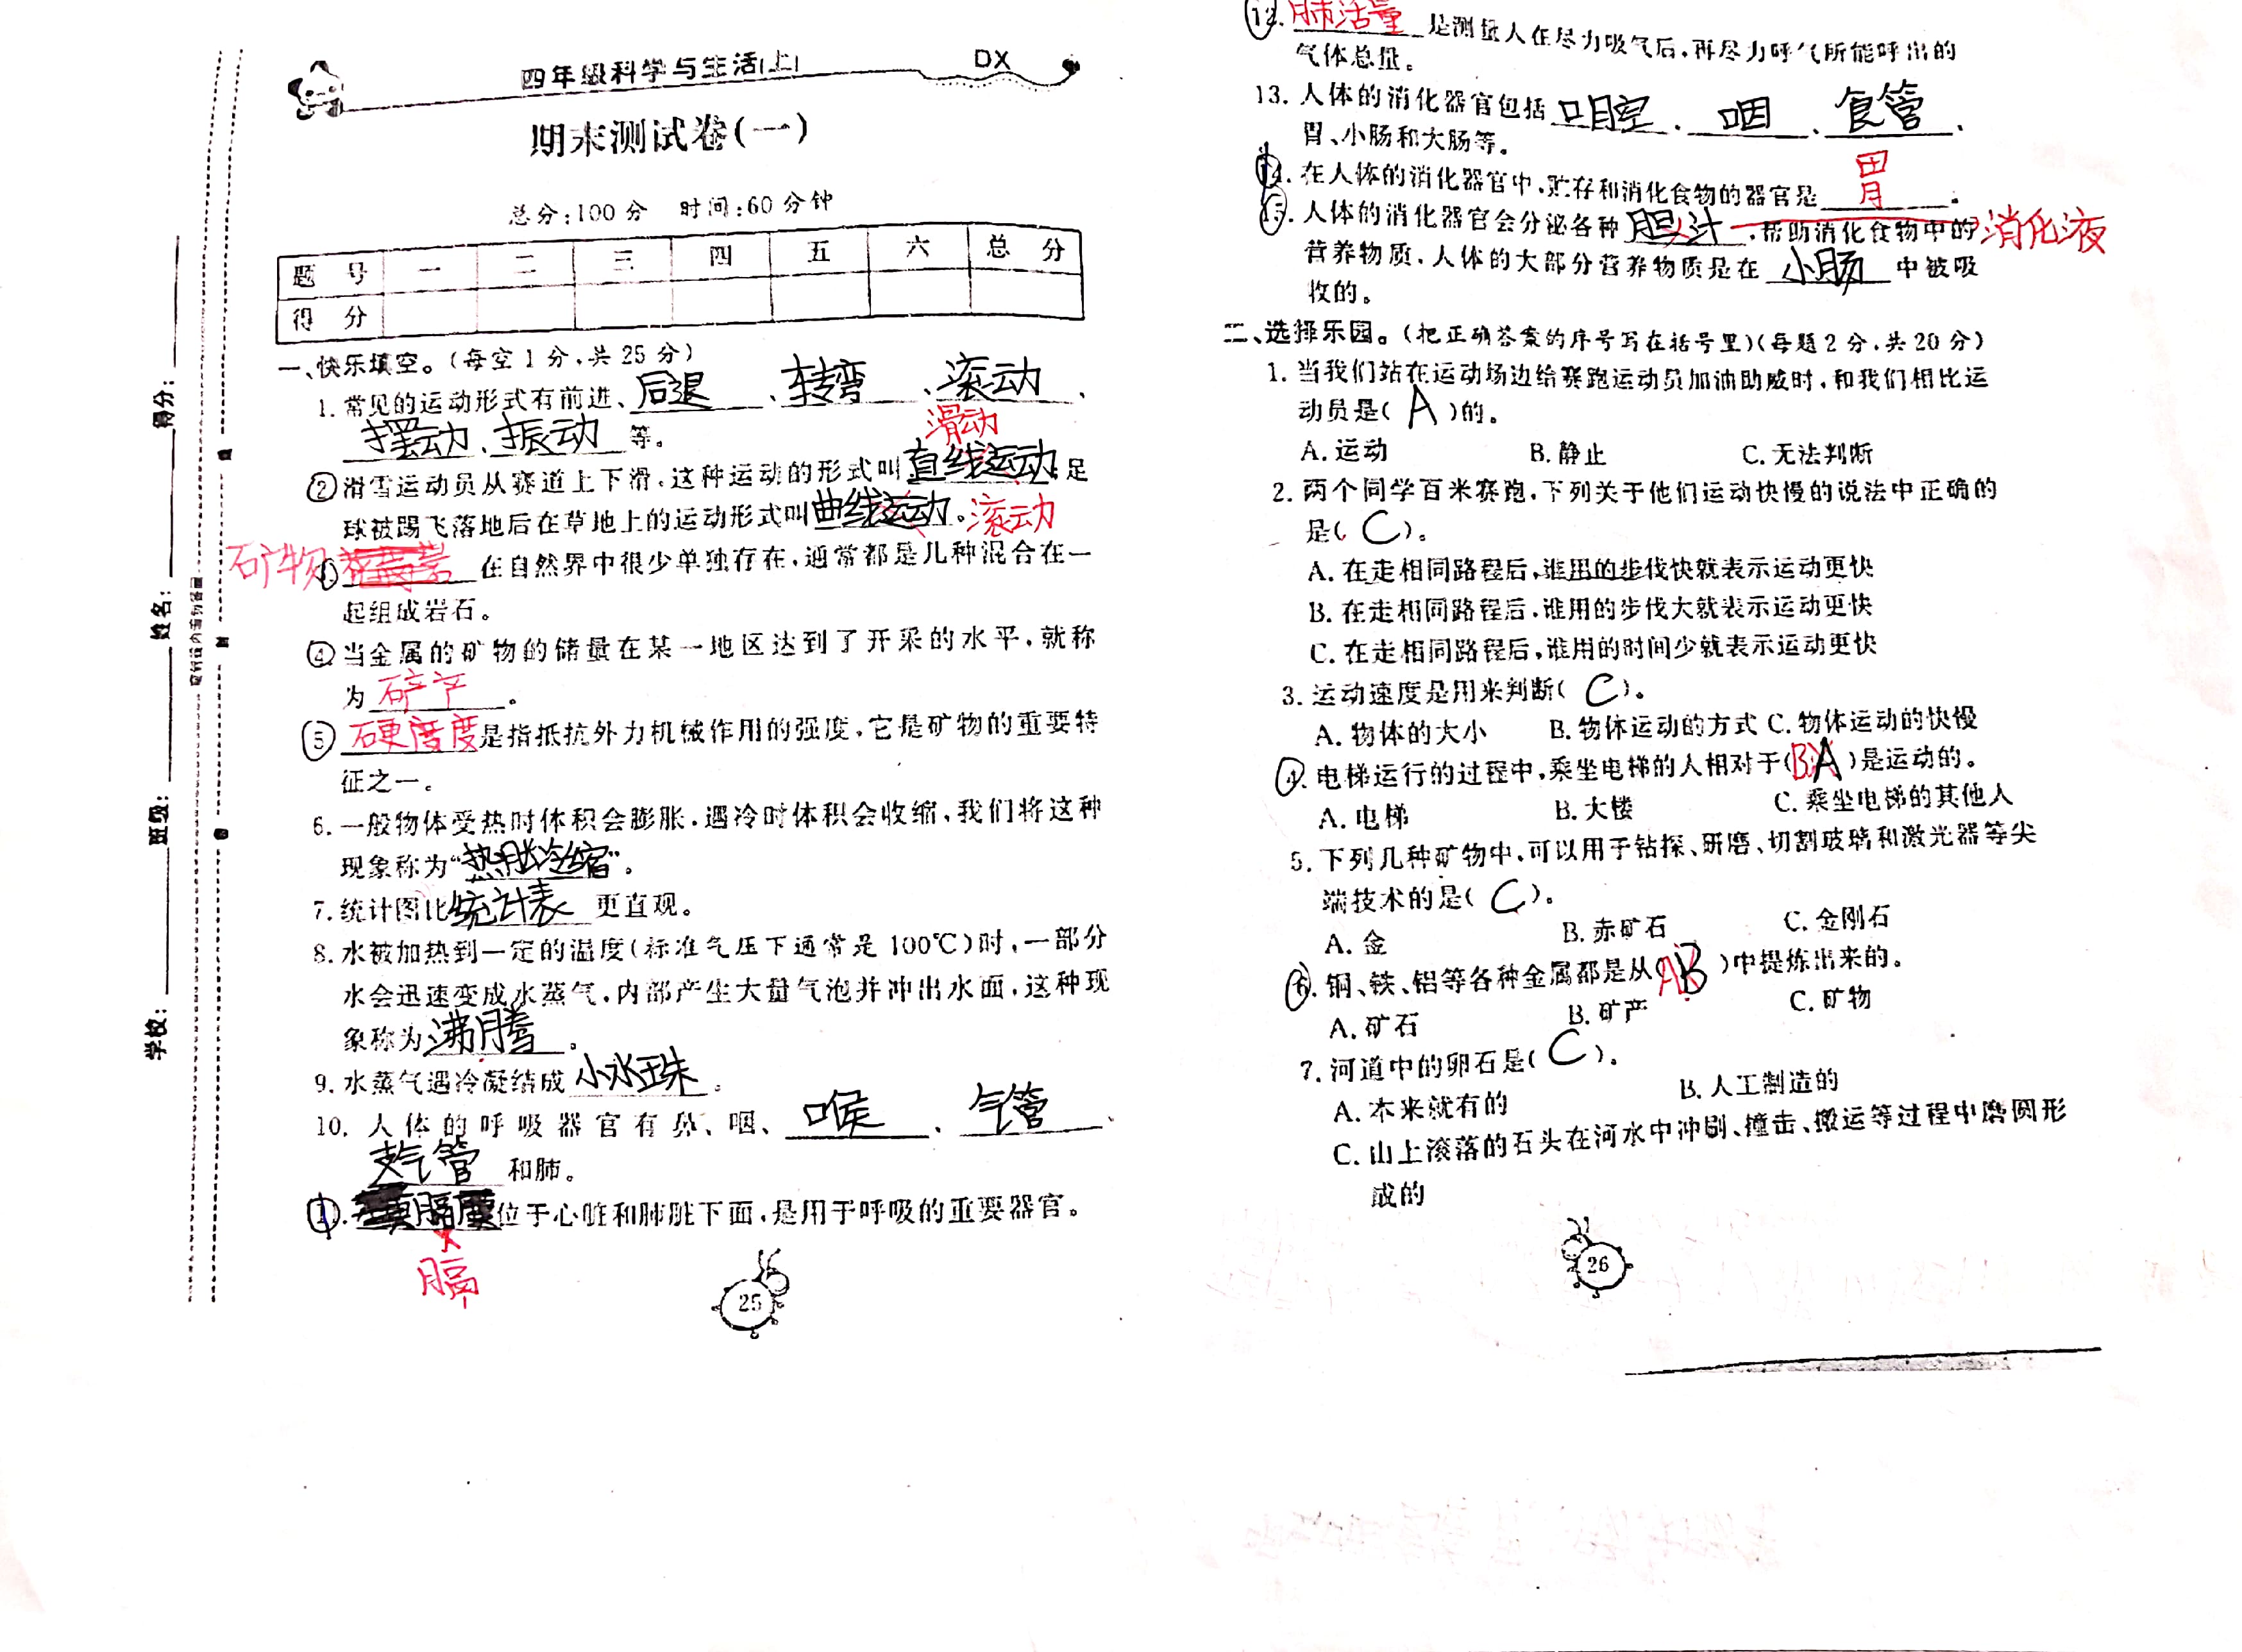 四年级科学与生活(上)
DX
期末测试卷(一)
总分:100分 时间:60分钟
题号 一 二 三 四 五 六 总分
得分
学校: 班级: 姓名: 得分:
一、快乐填空。(每空1分,共25分)
1. 常见的运动形式有前进、后退、转弯、滚动、
摆动、振动等。
滑动
②滑雪运动员从赛道上下滑,这种运动的形式叫直线运动;足
球被踢飞落地后在草地上的运动形式叫曲线运动。滚动
石矿物
在自然界中很少单独存在,通常都是几种混合在一
起组成岩石。
④当金属的矿物的储量在某一地区达到了开采的水平,就称
为矿产。
⑤硬度是指抵抗外力机械作用的强度,它是矿物的重要特
征之一。
6. 一般物体受热时体积会膨胀,遇冷时体积会收缩,我们将这种
现象称为“热胀冷缩”。
7. 统计图比统计表更直观。
8. 水被加热到一定的温度(标准气压下通常是100℃)时,一部分
水会迅速变成水蒸气,内部产生大量气泡并冲出水面,这种现
象称为沸腾。
9. 水蒸气遇冷凝结成小水珠。
10. 人体的呼吸器官有鼻、咽、喉、气管、
支气管和肺。
11. 膈膜位于心脏和肺脏下面,是用于呼吸的重要器官。
膈
25
12. 肺活量是测量人在尽力吸气后,再尽力呼气所能呼出的
气体总量。
13. 人体的消化器官包括口腔、咽、食管、
胃、小肠和大肠等。
14. 在人体的消化器官中,贮存和消化食物的器官是胃。
15. 人体的消化器官会分泌各种胆汁,帮助消化食物中的消化液
营养物质,人体的大部分营养物质是在小肠中被吸
收的。
二、选择乐园。(把正确答案的序号写在括号里)(每题2分,共20分)
1. 当我们站在运动场边给赛跑运动员加油助威时,和我们相比运
动员是(A)的。
A. 运动 B. 静止 C. 无法判断
2. 两个同学百米赛跑,下列关于他们运动快慢的说法中正确的
是(C)。
A. 在走相同路程后,谁用的步伐快就表示运动更快
B. 在走相同路程后,谁用的步伐大就表示运动更快
C. 在走相同路程后,谁用的时间少就表示运动更快
3. 运动速度是用来判断(C)。
A. 物体的大小 B. 物体运动的方式 C. 物体运动的快慢
4. 电梯运行的过程中,乘坐电梯的人相对于(B A)是运动的。
A. 电梯 B. 大楼 C. 乘坐电梯的其他人
5. 下列几种矿物中,可以用于钻探、研磨、切割玻璃和激光器等尖
端技术的是(C)。
A. 金 B. 赤矿石 C. 金刚石
6. 铜、铁、铝等各种金属都是从(A B)中提炼出来的。
A. 矿石 B. 矿产 C. 矿物
7. 河道中的卵石是(C)。
A. 本来就有的 B. 人工制造的
C. 山上滚落的石头在河水中冲刷、撞击、搬运等过程中磨圆形
成的
26